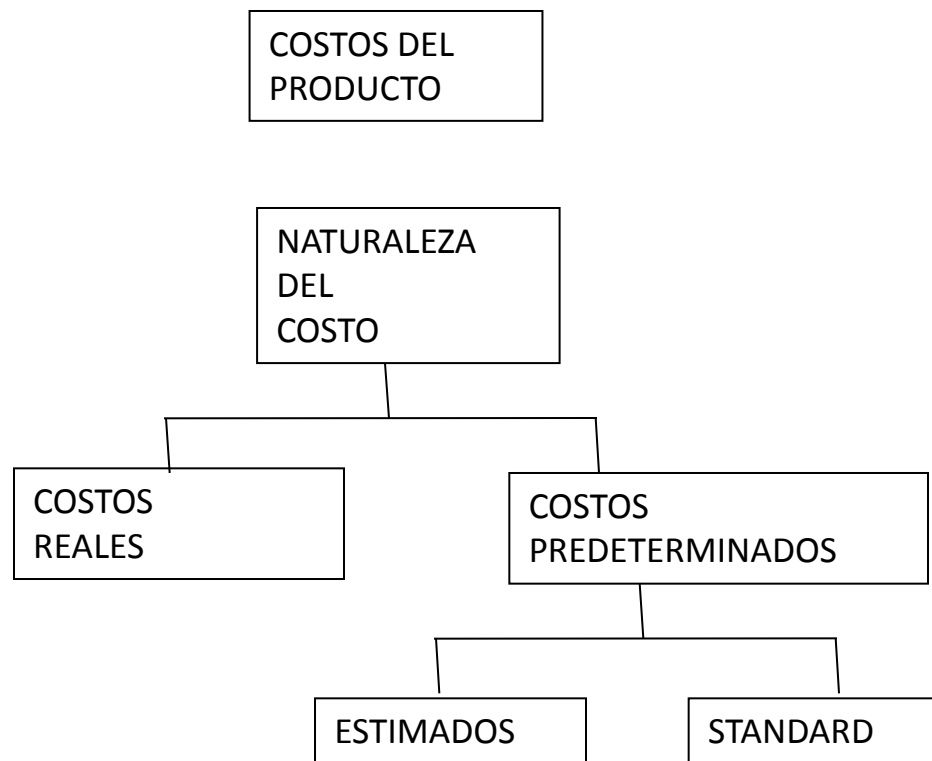 COSTOS DEL
PRODUCTO
NATURALEZA
DEL
COSTO
COSTOS
REALES
COSTOS
PREDETERMINADOS
ESTIMADOS
STANDARD